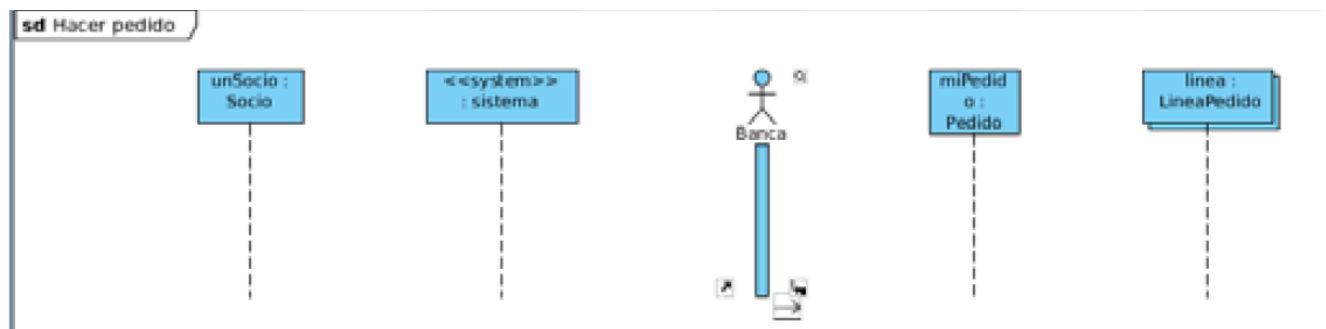 sd Hacer pedido
unSocio :
Socio
<<system>>
: sistema
Banca
miPedid
o :
Pedido
linea :
LineaPedido